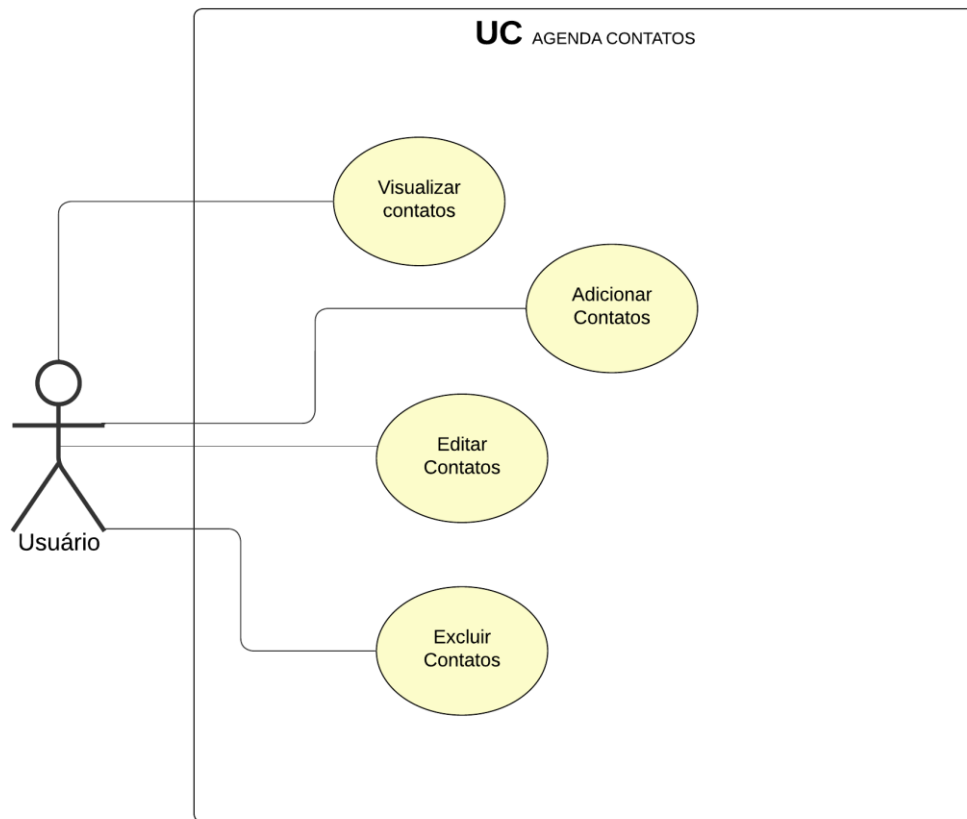 UC AGENDA CONTATOS
Visualizar
contatos
Adicionar
Contatos
Editar
Contatos
Usuário
Excluir
Contatos